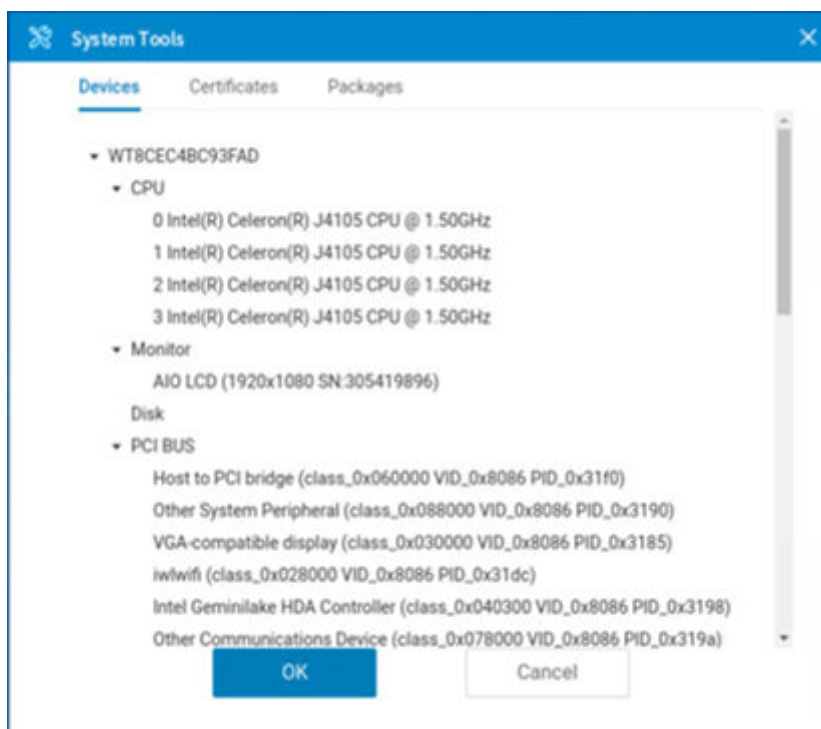 System Tools
Devices Certificates Packages
WT8CEC4BC93FAD
CPU
0 Intel(R) Celeron(R) J4105 CPU @ 1.50GHz
1 Intel(R) Celeron(R) J4105 CPU @ 1.50GHz
2 Intel(R) Celeron(R) J4105 CPU @ 1.50GHz
3 Intel(R) Celeron(R) J4105 CPU @ 1.50GHz
Monitor
AIO LCD (1920x1080 SN:305419896)
Disk
PCI BUS
Host to PCI bridge (class_0x060000 VID_0x8086 PID_0x31f0)
Other System Peripheral (class_0x088000 VID_0x8086 PID_0x3190)
VGA-compatible display (class_0x030000 VID_0x8086 PID_0x3185)
iwlwifi (class_0x028000 VID_0x8086 PID_0x31dc)
Intel Geminilake HDA Controller (class_0x040300 VID_0x8086 PID_0x3198)
Other Communications Device (class_0x078000 VID_0x8086 PID_0x319a)
OK Cancel